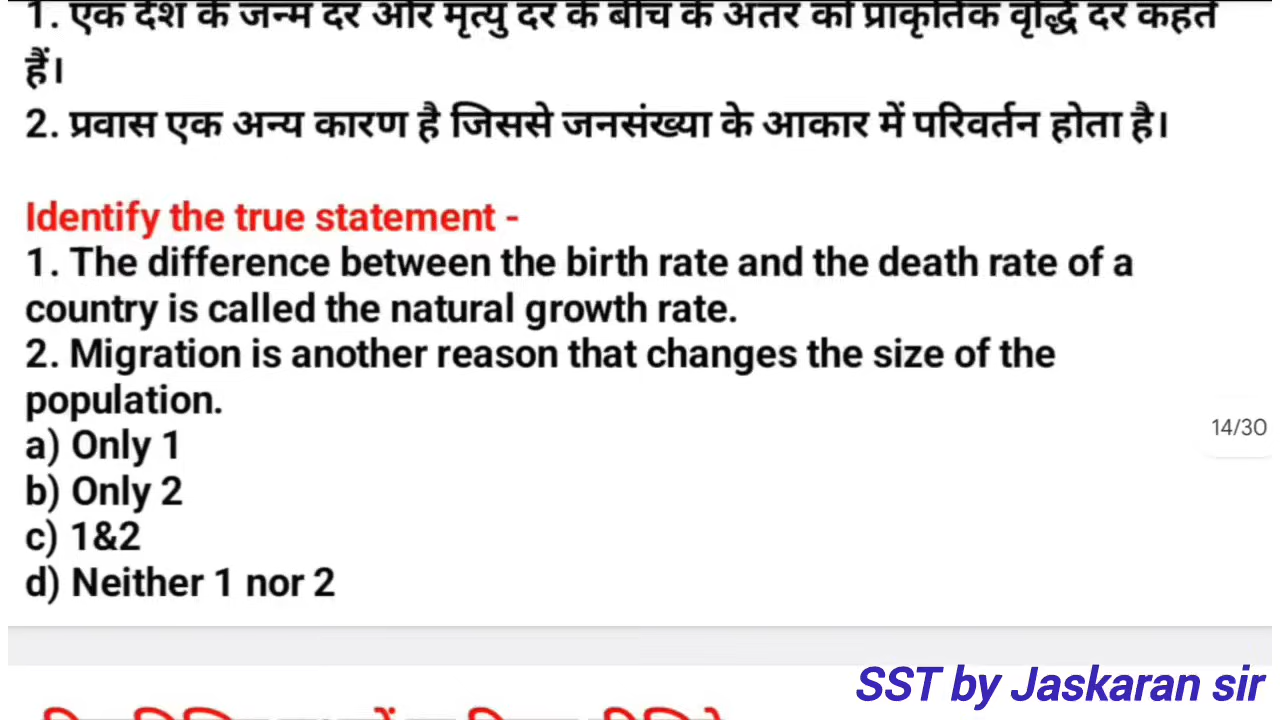 1. एक देश के जन्म दर और मृत्यु दर के बीच के अंतर को प्राकृतिक वृद्धि दर कहते
हैं।
2. प्रवास एक अन्य कारण है जिससे जनसंख्या के आकार में परिवर्तन होता है।
Identify the true statement -
1. The difference between the birth rate and the death rate of a
country is called the natural growth rate.
2. Migration is another reason that changes the size of the
population.
14/30
a) Only 1
b) Only 2
c) 1&2
d) Neither 1 nor 2
SST by Jaskaran sir